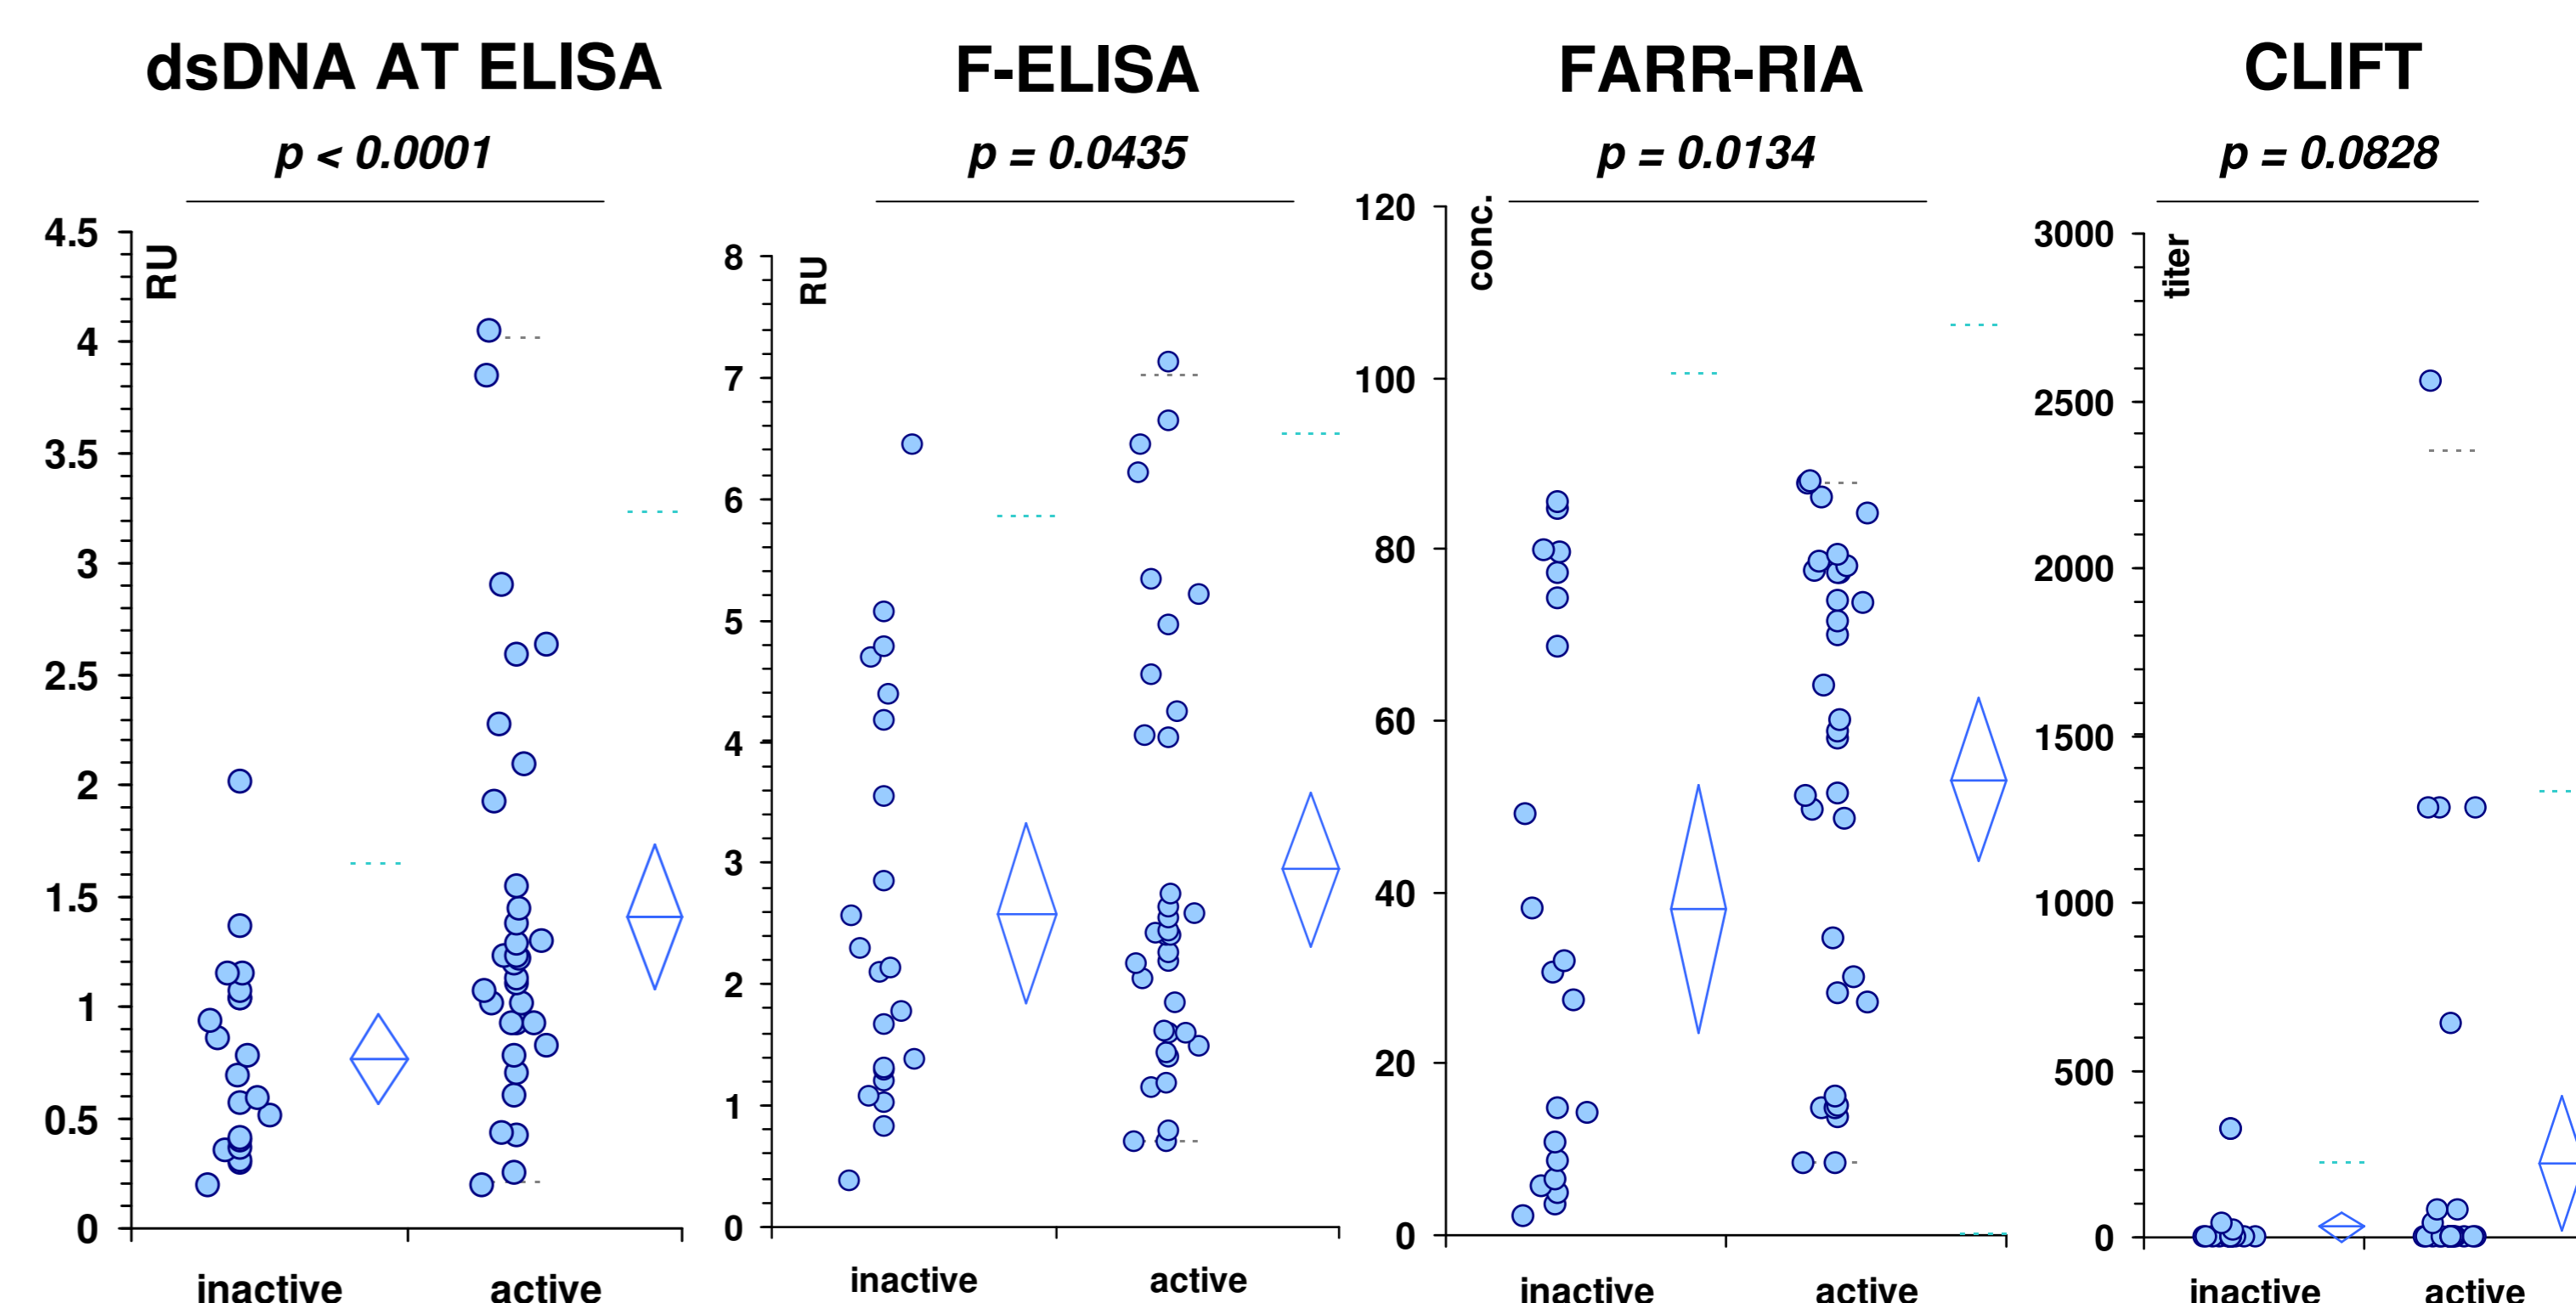 dsDNA AT ELISA
p < 0.0001
RU
4.5
4
3.5
3
2.5
2
1.5
1
0.5
0
inactive active
F-ELISA
p = 0.0435
RU
8
7
6
5
4
3
2
1
0
inactive active
FARR-RIA
p = 0.0134
conc.
120
100
80
60
40
20
0
inactive active
CLIFT
p = 0.0828
titer
3000
2500
2000
1500
1000
500
0
inactive active